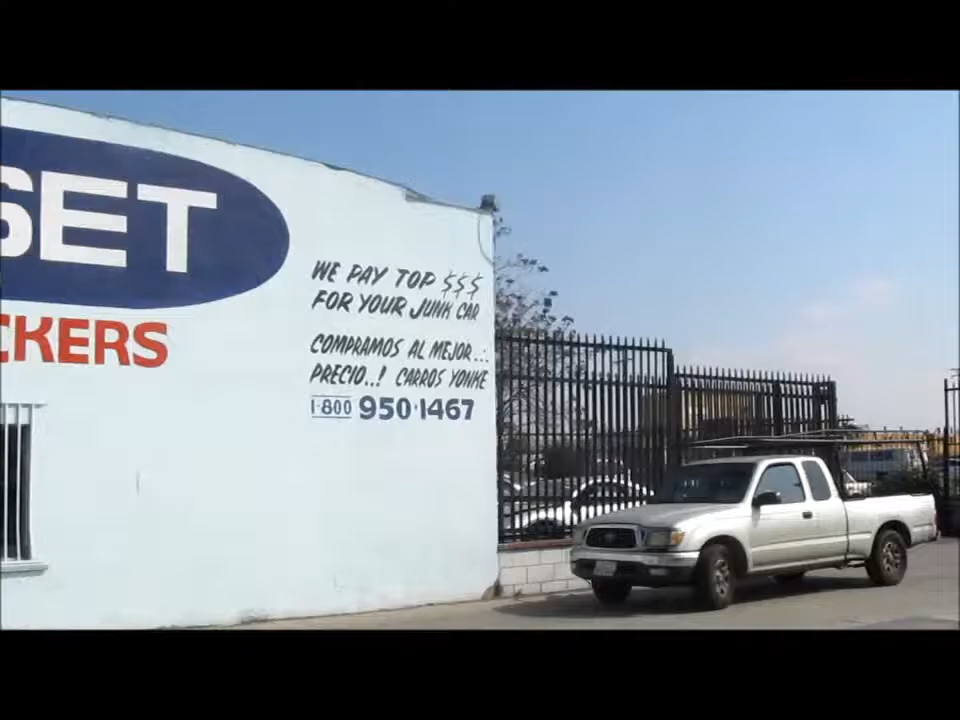 SET
CKERS
WE PAY TOP $$$
FOR YOUR JUNK CAR
COMPRAMOS AL MEJOR...
PRECIO..! CARROS YONKE
1-800 950-1467